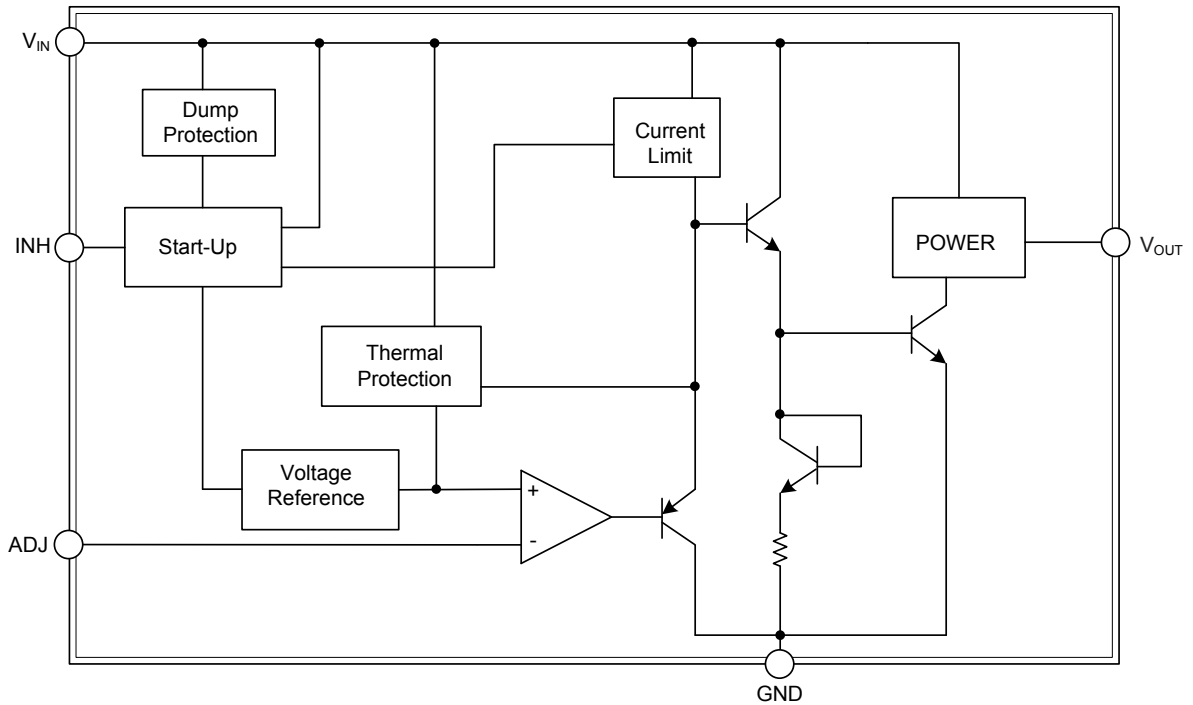 VIN
Dump
Protection
Current
Limit
INH
Start-Up
POWER
VOUT
Thermal
Protection
Voltage
Reference
+
-
ADJ
GND